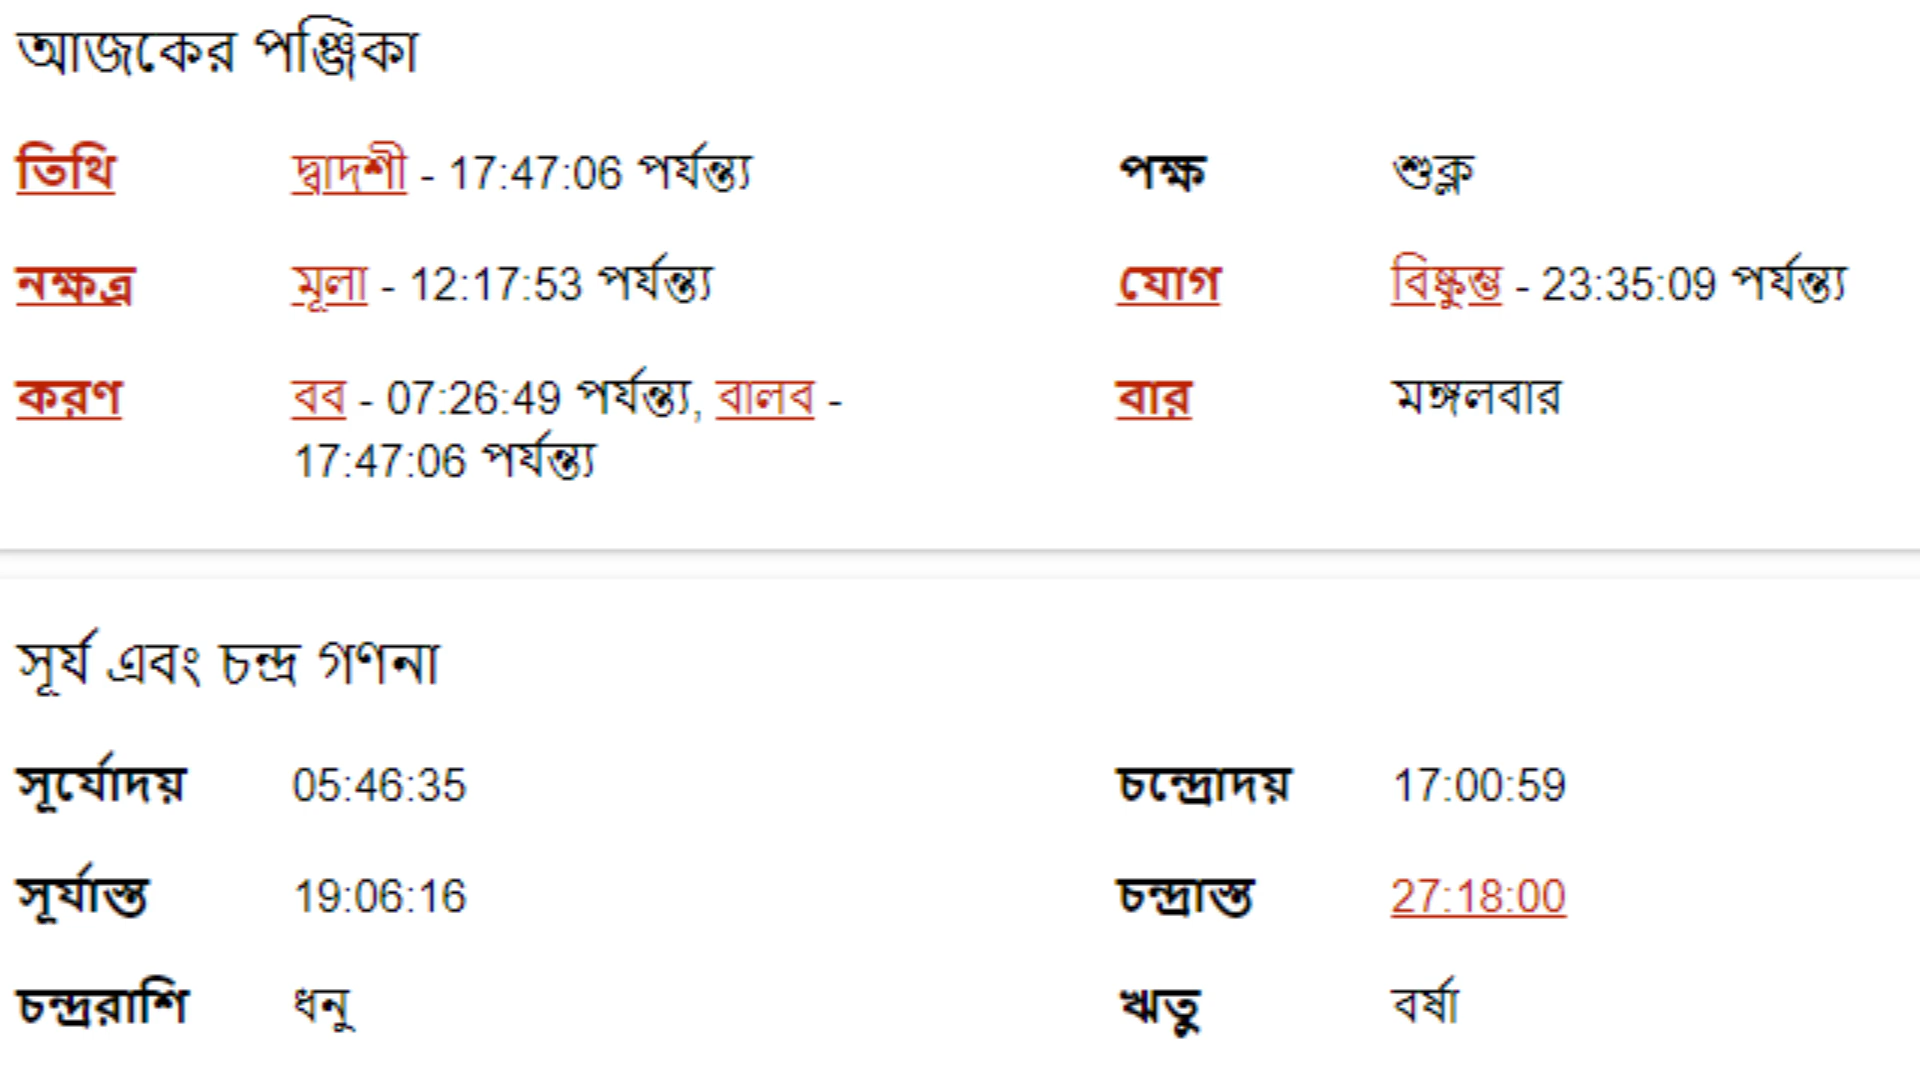 আজকের পঞ্জিকা
তিথি দ্বাদশী - 17:47:06 পর্যন্ত্য পক্ষ শুক্ল
নক্ষত্র মূলা - 12:17:53 পর্যন্ত্য যোগ বিষ্কুম্ভ - 23:35:09 পর্যন্ত্য
করণ বব - 07:26:49 পর্যন্ত্য, বালব - বার মঙ্গলবার
17:47:06 পর্যন্ত্য
সূর্য এবং চন্দ্র গণনা
সূর্যোদয় 05:46:35 চন্দ্রোদয় 17:00:59
সূর্যাস্ত 19:06:16 চন্দ্রাস্ত 27:18:00
চন্দ্ররাশি ধনু ঋতু বর্ষা